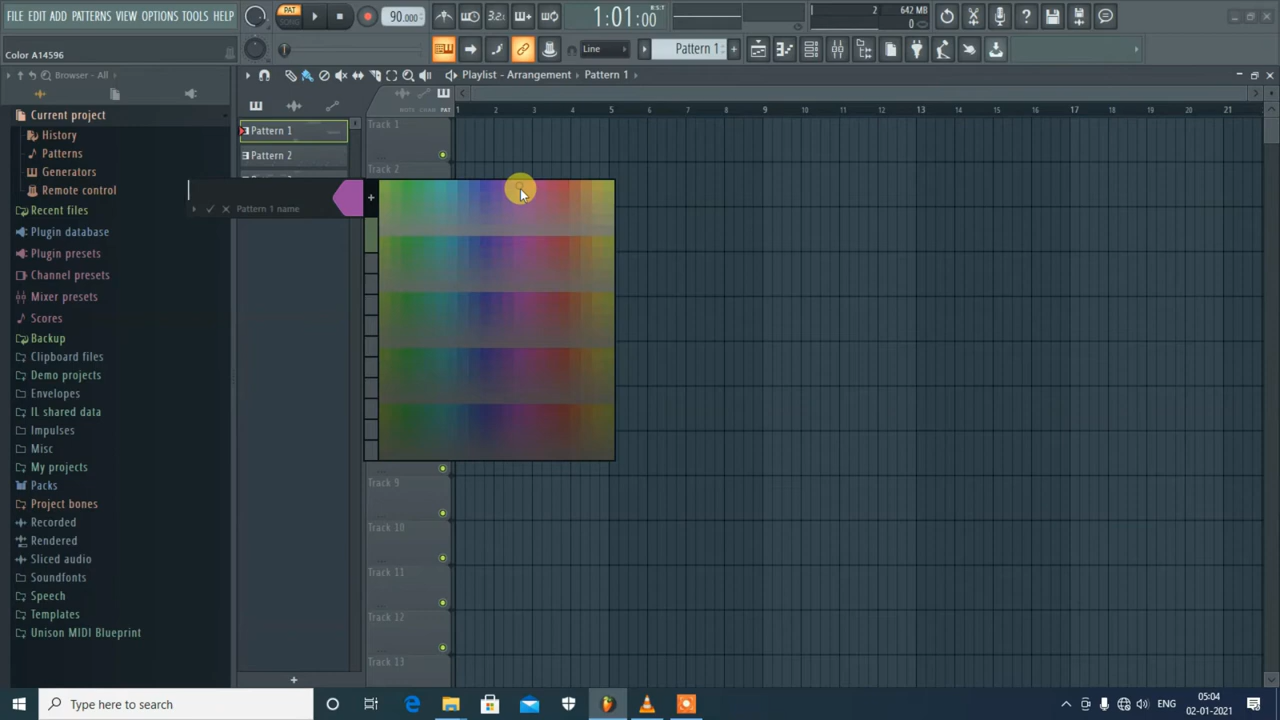 FILE EDIT ADD PATTERNS VIEW OPTIONS TOOLS HELP
PAT
SONG
90.000
32
1:01:00
B:S:T
2
642 MB
0
Color A14596
Line
Pattern 1
Browser - All
Playlist - Arrangement
Pattern 1
NOTE
CHAN
PAT
1 2 3 4 5 6 7 8 9 10 11 12 13 14 15 16 17 18 19 20 21
Current project
History
Patterns
Generators
Remote control
Recent files
Plugin database
Plugin presets
Channel presets
Mixer presets
Scores
Backup
Clipboard files
Demo projects
Envelopes
IL shared data
Impulses
Misc
My projects
Packs
Project bones
Recorded
Rendered
Sliced audio
Soundfonts
Speech
Templates
Unison MIDI Blueprint
Pattern 1
Pattern 2
Pattern 1 name
Track 1
Track 2
Track 9
Track 10
Track 11
Track 12
Track 13
Type here to search
ENG
05:04
02-01-2021